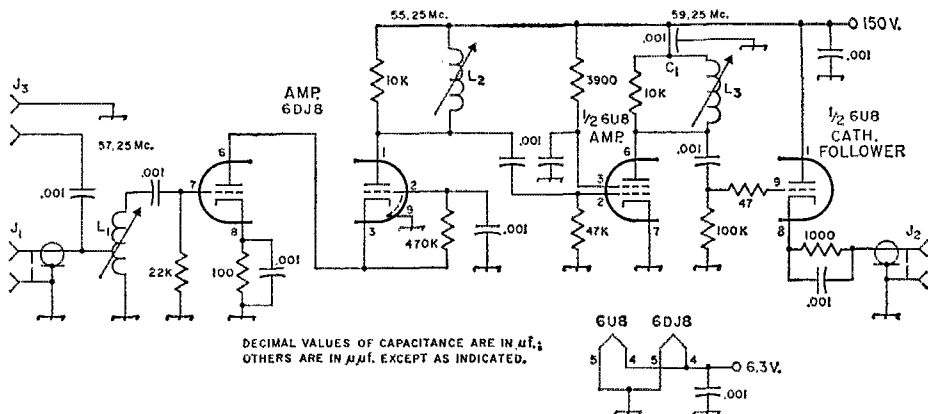 55.25 Mc.
59.25 Mc.
150 V.
.001
.001
C1
10K
L2
3900
10K
L3
AMP.
6DJ8
1/2 6U8
AMP.
1/2 6U8
CATH.
FOLLOWER
J3
57.25 Mc.
.001
.001
6
7
8
1
2
3
9
.001
.001
6
3
2
7
.001
47
1
9
8
J1
L1
22K
100
.001
470K
.001
47K
100K
1000
.001
J2
DECIMAL VALUES OF CAPACITANCE ARE IN µf.;
OTHERS ARE IN µµf. EXCEPT AS INDICATED.
6U8
6DJ8
5
4
5
4
6.3V.
.001